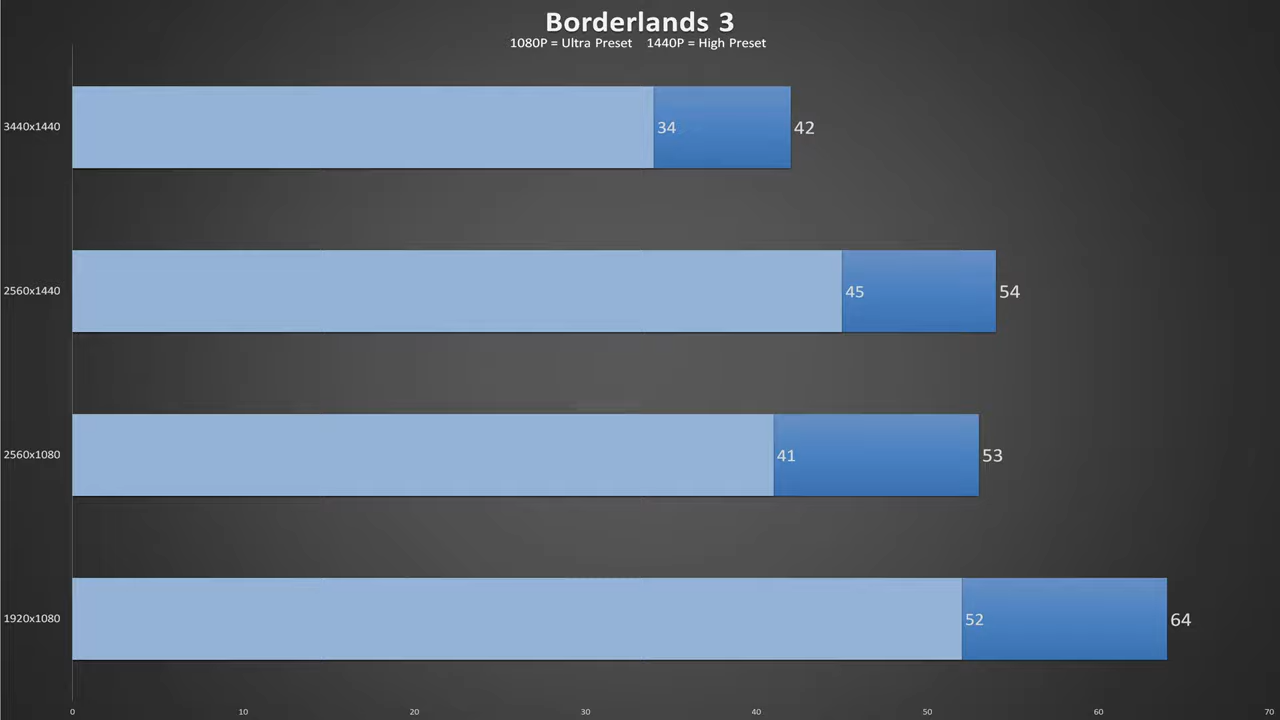 Borderlands 3
1080P = Ultra Preset 1440P = High Preset
3440x1440 34 42
2560x1440 45 54
2560x1080 41 53
1920x1080 52 64
0 10 20 30 40 50 60 70